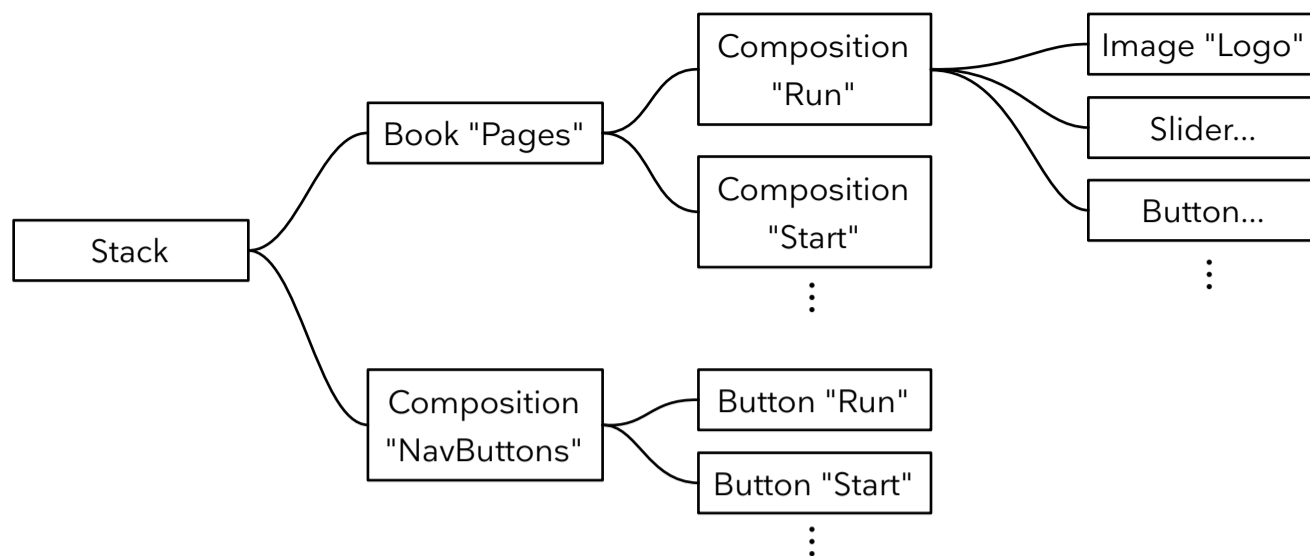 Stack
Book "Pages"
Composition
"Run"
Image "Logo"
Slider...
Button...
Composition
"Start"
Composition
"NavButtons"
Button "Run"
Button "Start"